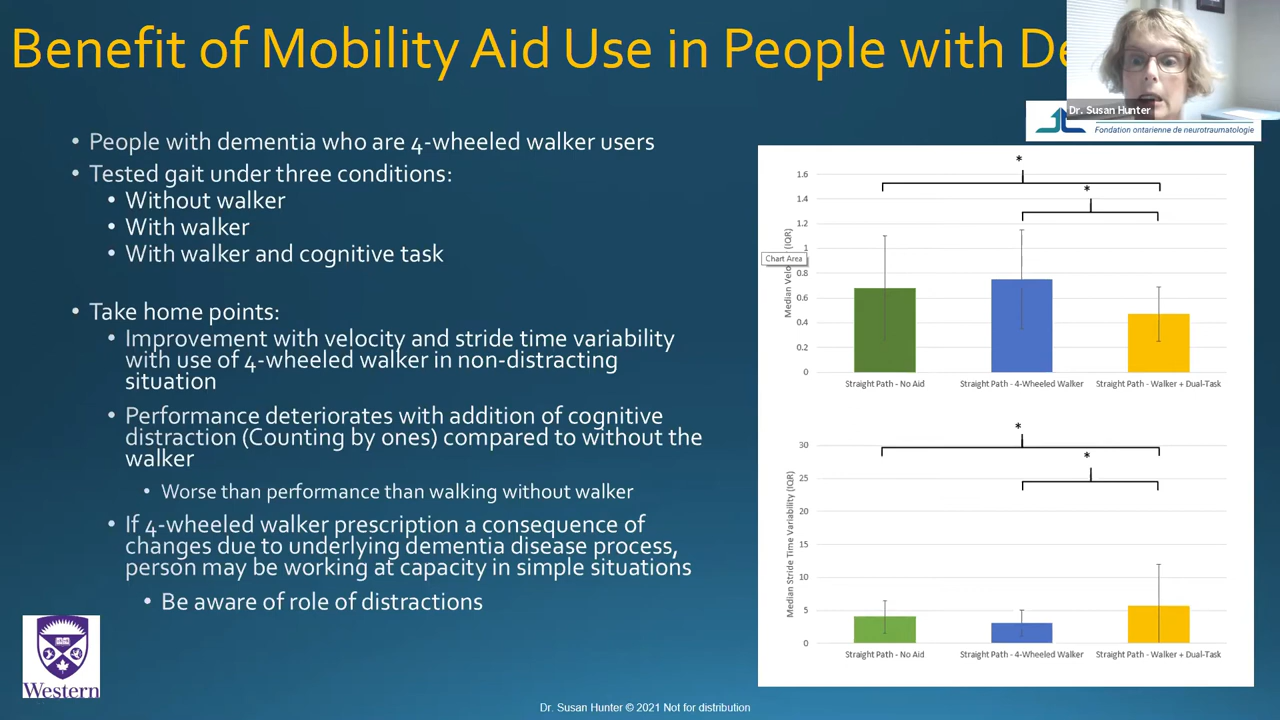 Benefit of Mobility Aid Use in People with De
Dr. Susan Hunter
Fondation ontarienne de neurotraumatologie
• People with dementia who are 4-wheeled walker users
• Tested gait under three conditions:
• Without walker
• With walker
• With walker and cognitive task
• Take home points:
• Improvement with velocity and stride time variability
with use of 4-wheeled walker in non-distracting
situation
• Performance deteriorates with addition of cognitive
distraction (Counting by ones) compared to without the
walker
• Worse than performance than walking without walker
• If 4-wheeled walker prescription a consequence of
changes due to underlying dementia disease process,
person may be working at capacity in simple situations
• Be aware of role of distractions
Western
*
*
1.6
1.4
1.2
1
0.8
0.6
0.4
0.2
0
Median Velo (IQR)
Chart Area
Straight Path - No Aid
Straight Path - 4-Wheeled Walker
Straight Path - Walker + Dual-Task
*
*
30
25
20
15
10
5
0
Median Stride Time Variability (IQR)
Straight Path - No Aid
Straight Path - 4-Wheeled Walker
Straight Path - Walker + Dual-Task
Dr. Susan Hunter © 2021 Not for distribution